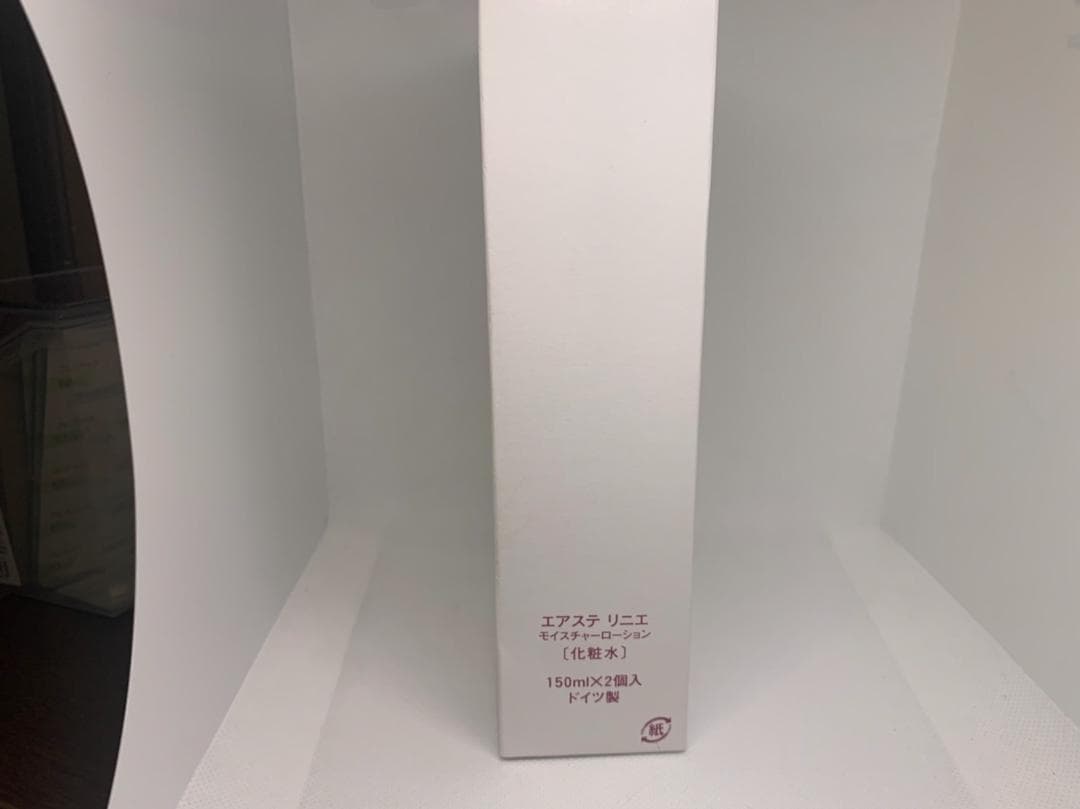 エアステ リニエ
モイスチャーローション
〔化粧水〕
150ml×2個入
ドイツ製
紙